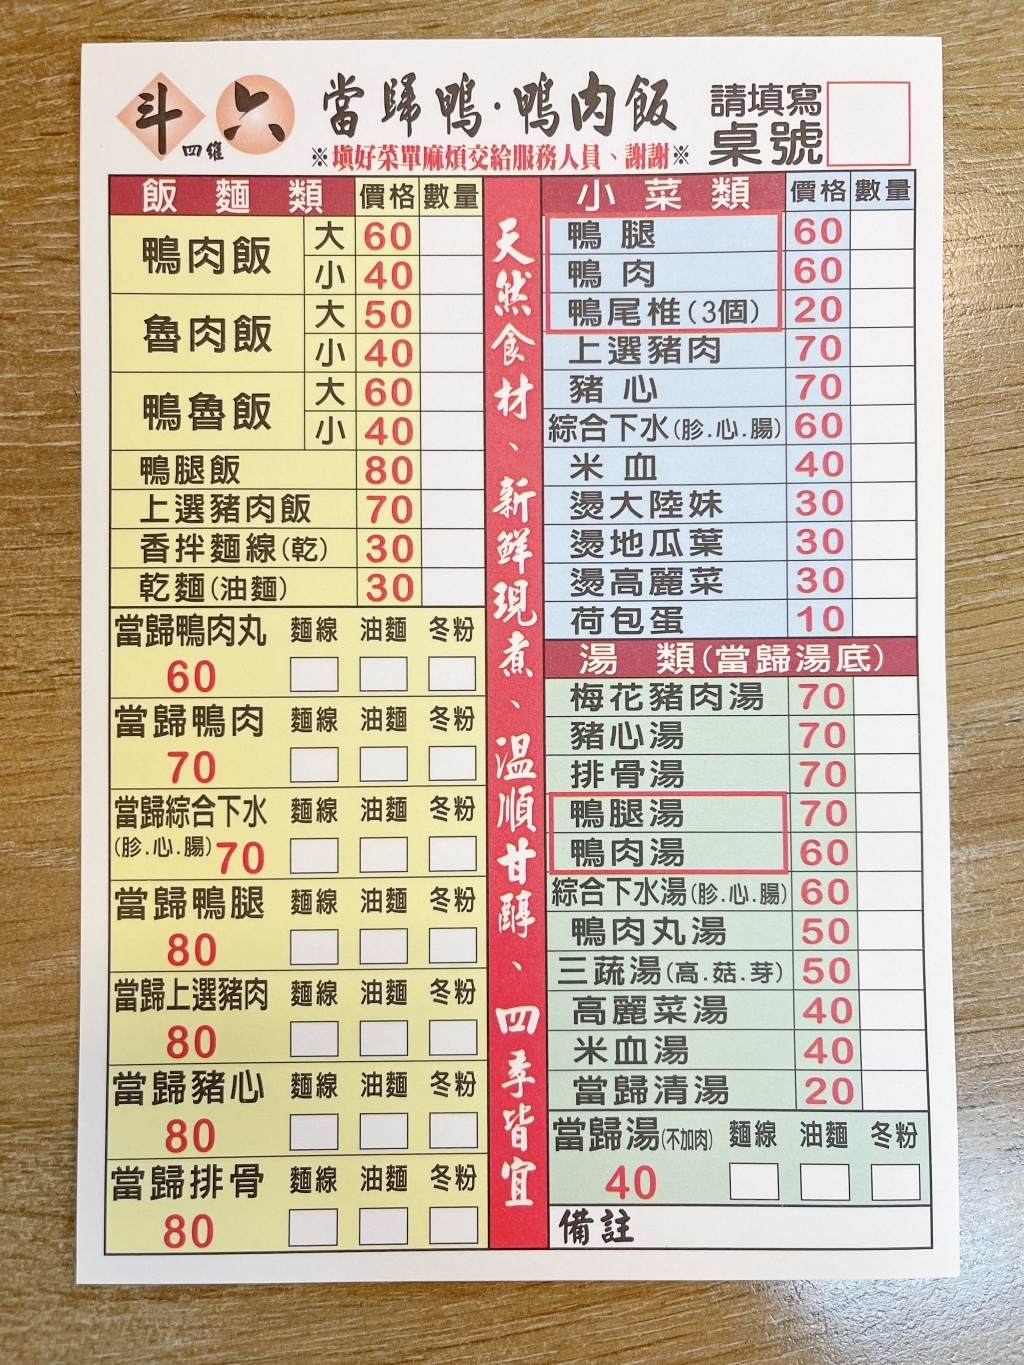 斗六
四維
當歸鴨·鴨肉飯
※填好菜單麻煩交給服務人員、謝謝※
請填寫
桌號
飯麵類 價格 數量
鴨肉飯 大 60
小 40
魯肉飯 大 50
小 40
鴨魯飯 大 60
小 40
鴨腿飯 80
上選豬肉飯 70
香拌麵線(乾) 30
乾麵(油麵) 30
當歸鴨肉丸 麵線 油麵 冬粉
60
當歸鴨肉 麵線 油麵 冬粉
70
當歸綜合下水 麵線 油麵 冬粉
(胗.心.腸) 70
當歸鴨腿 麵線 油麵 冬粉
80
當歸上選豬肉 麵線 油麵 冬粉
80
當歸豬心 麵線 油麵 冬粉
80
當歸排骨 麵線 油麵 冬粉
80
天然食材、新鮮現煮、溫順甘醇、四季皆宜
小菜類 價格 數量
鴨腿 60
鴨肉 60
鴨尾椎(3個) 20
上選豬肉 70
豬心 70
綜合下水(胗.心.腸) 60
米血 40
燙大陸妹 30
燙地瓜葉 30
燙高麗菜 30
荷包蛋 10
湯類(當歸湯底)
梅花豬肉湯 70
豬心湯 70
排骨湯 70
鴨腿湯 70
鴨肉湯 60
綜合下水湯(胗.心.腸) 60
鴨肉丸湯 50
三蔬湯(高.菇.芽) 50
高麗菜湯 40
米血湯 40
當歸清湯 20
當歸湯(不加肉) 麵線 油麵 冬粉
40
備註